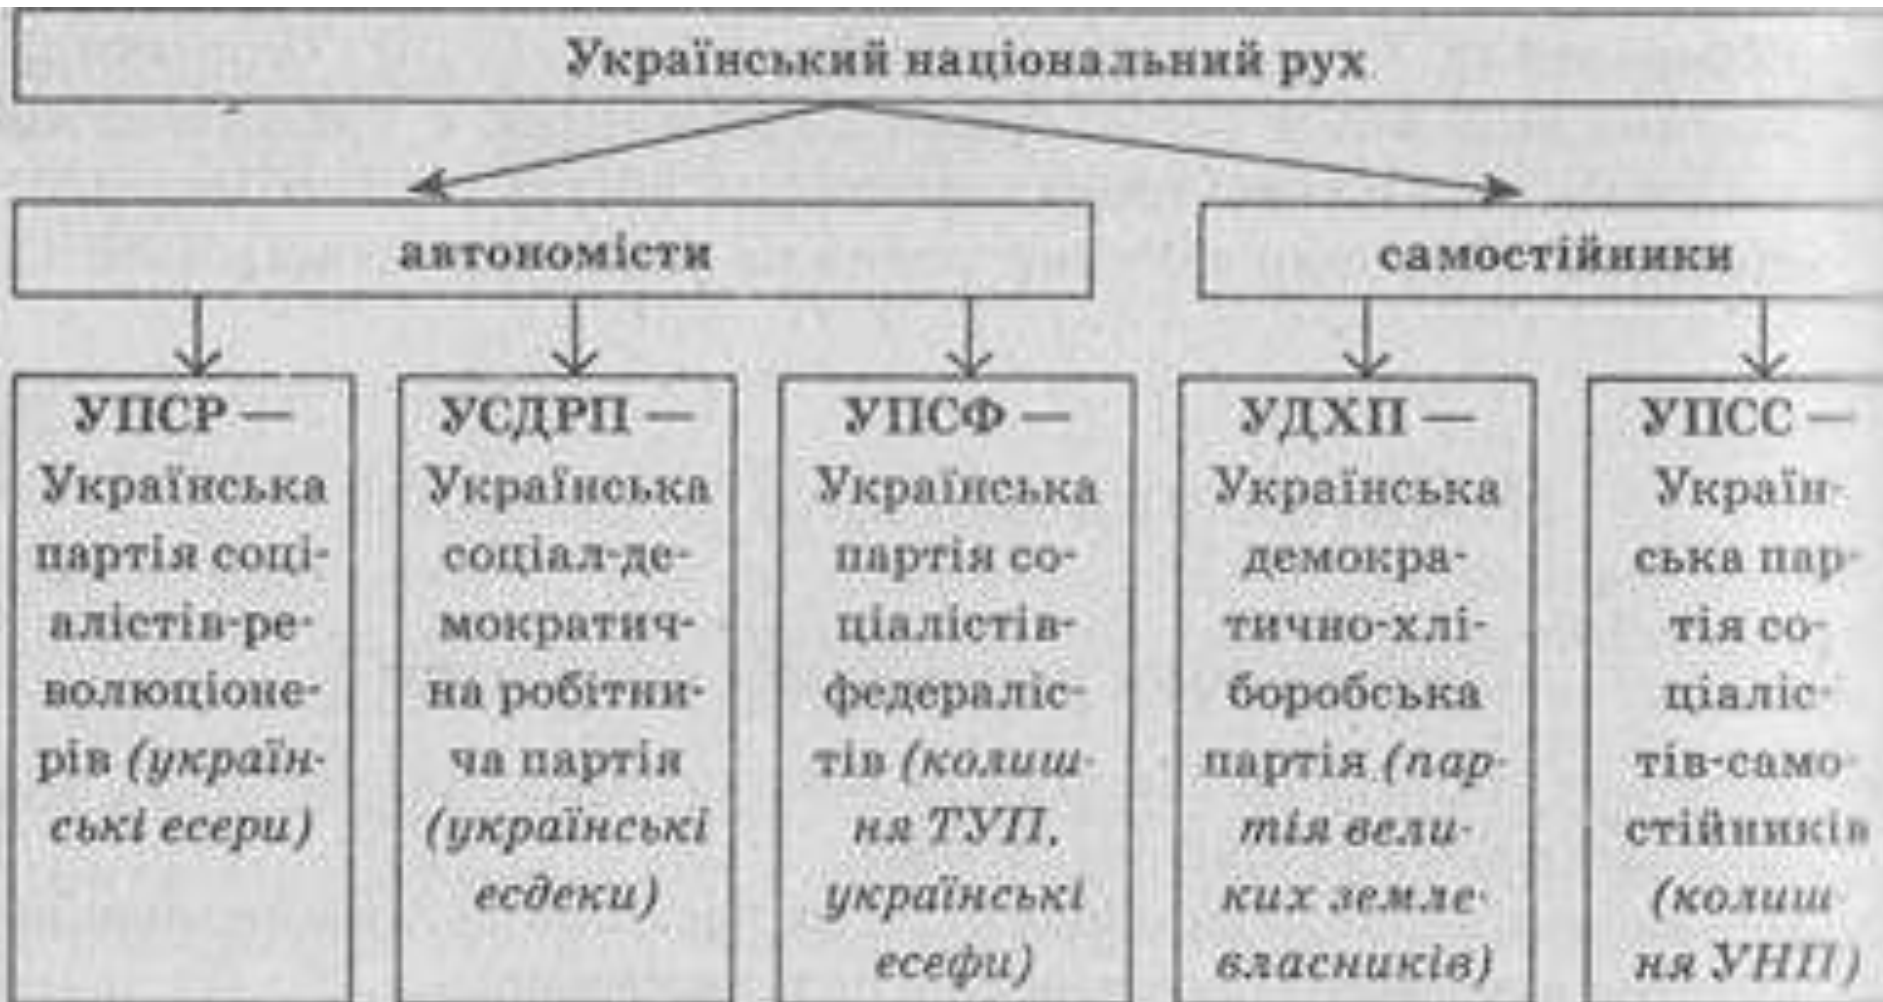 Український національний рух
автономісти
самостійники
УПСР —
Українська
партія соці-
алістів-ре-
волюціоне-
рів (україн-
ські есери)
УСДРП —
Українська
соціал-де-
мократич-
на робітни-
ча партія
(українські
есдеки)
УПСФ —
Українська
партія со-
ціалістів-
федераліс-
тів (колиш-
ня ТУП,
українські
есефи)
УДХП —
Українська
демокра-
тично-хлі-
боробська
партія (пар-
тія вели-
ких земле-
власників)
УПСС —
Україн-
ська пар-
тія со-
ціаліс-
тів-само-
стійників
(колиш-
ня УНП)